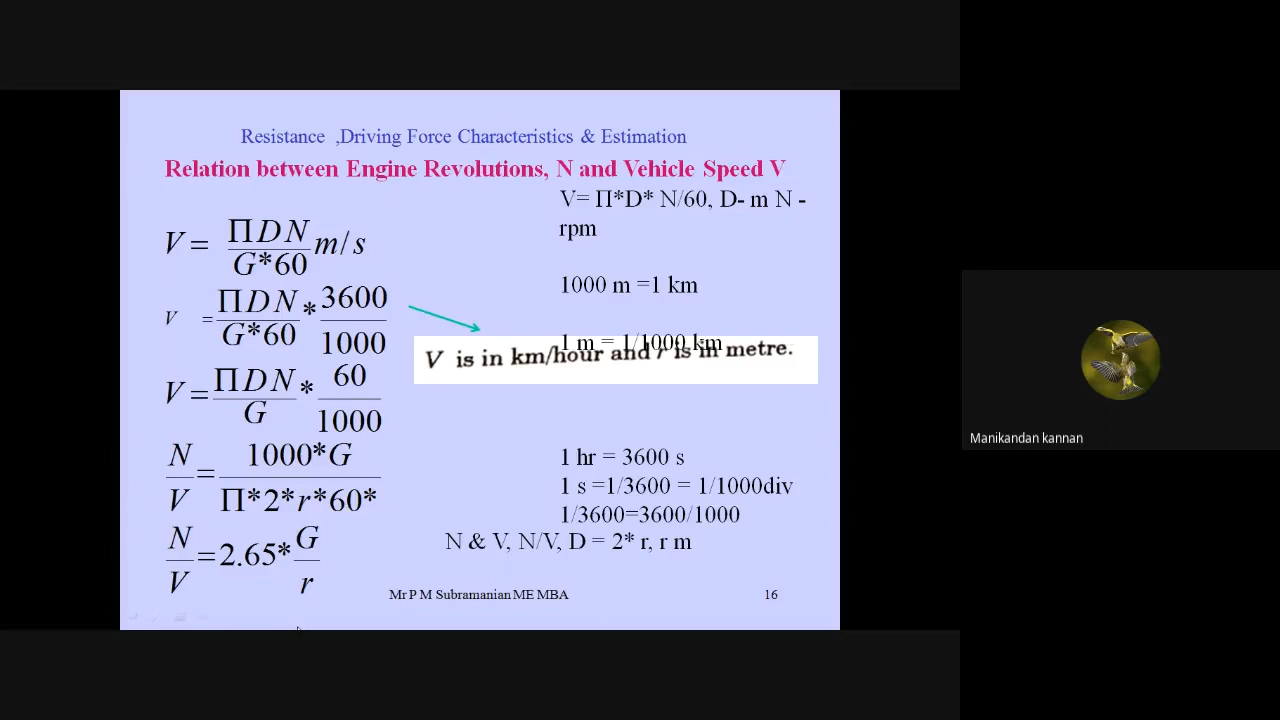 Resistance ,Driving Force Characteristics & Estimation
Relation between Engine Revolutions, N and Vehicle Speed V
V= Π*D* N/60, D- m N -
rpm
V = ΠDN / G*60 m/s
1000 m =1 km
V = ΠDN / G*60 * 3600 / 1000
1 m = 1/1000 km
V is in km/hour and r is in metre.
V = ΠDN / G * 60 / 1000
N / V = 1000*G / Π*2*r*60*
1 hr = 3600 s
1 s =1/3600 = 1/1000div
1/3600=3600/1000
N & V, N/V, D = 2* r, r m
N / V = 2.65* G / r
Mr P M Subramanian ME MBA
16
Manikandan kannan